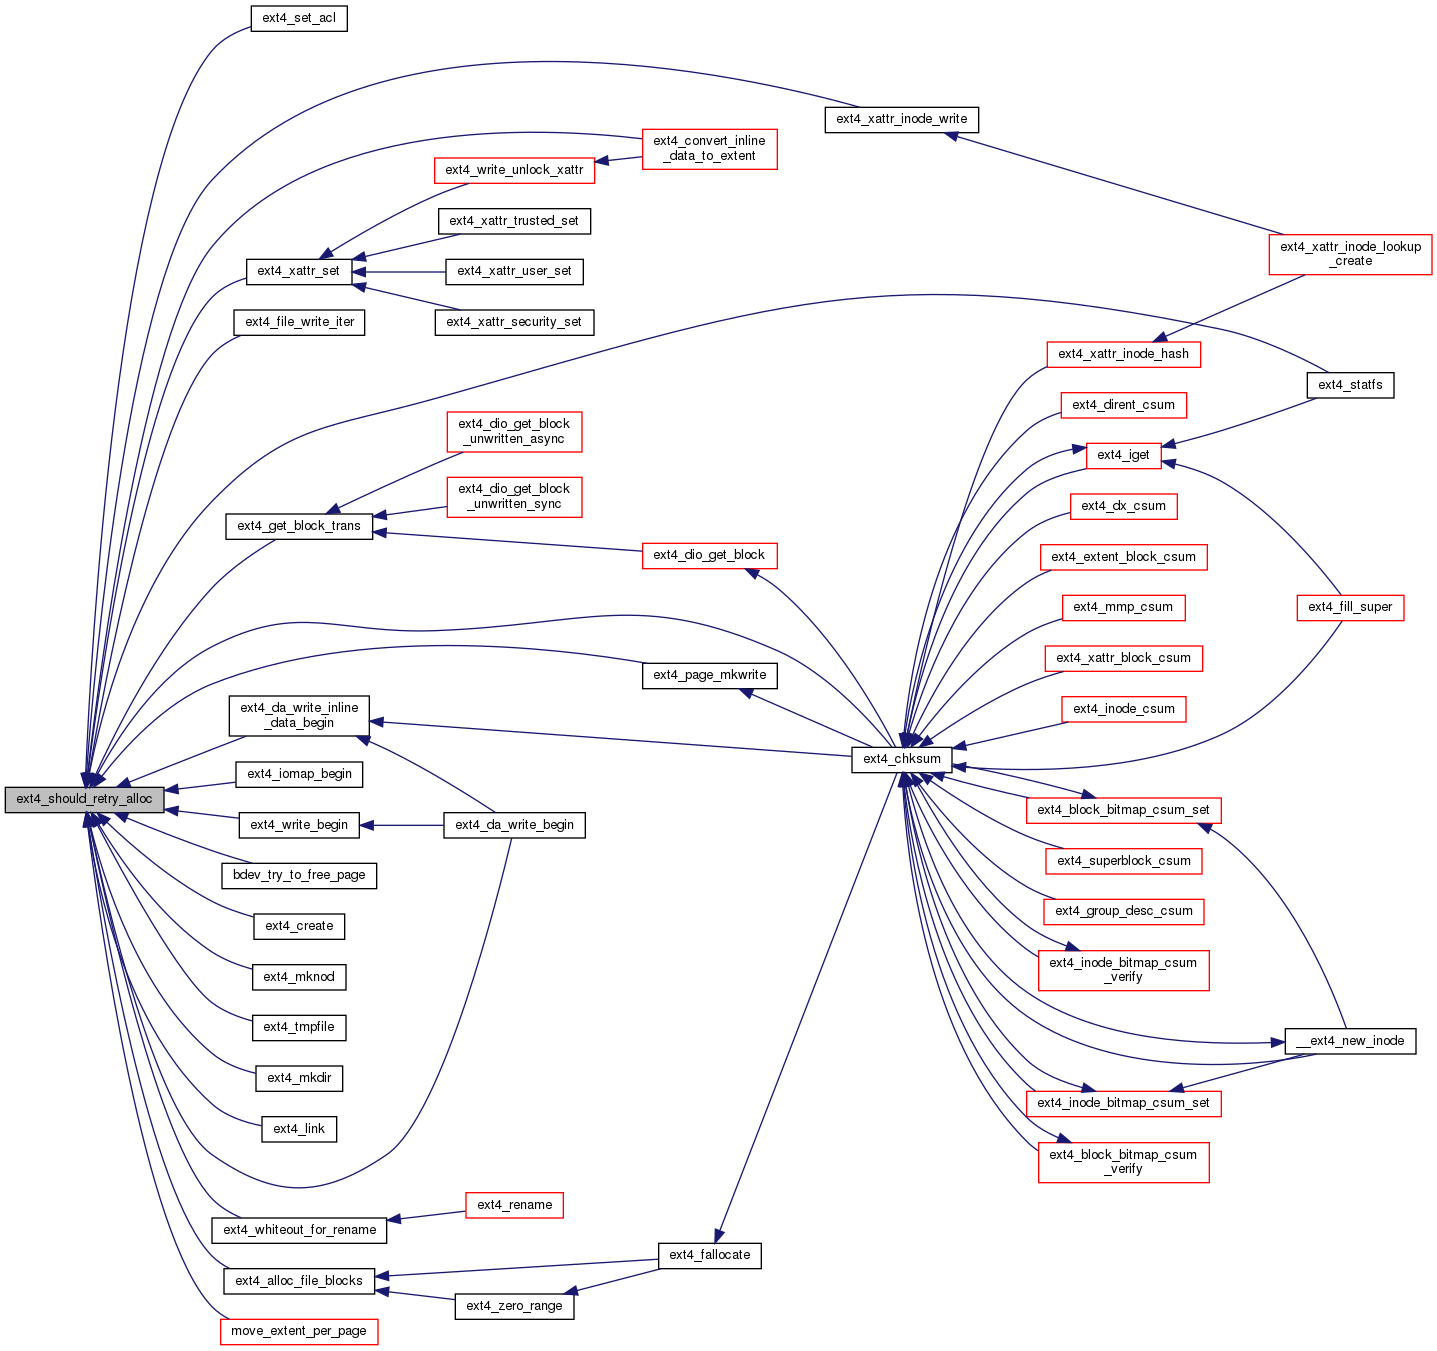 ext4_set_acl
ext4_xattr_inode_write
ext4_convert_inline
_data_to_extent
ext4_write_unlock_xattr
ext4_xattr_trusted_set
ext4_xattr_set
ext4_xattr_user_set
ext4_xattr_security_set
ext4_file_write_iter
ext4_xattr_inode_lookup
_create
ext4_xattr_inode_hash
ext4_statfs
ext4_dirent_csum
ext4_dio_get_block
_unwritten_async
ext4_iget
ext4_dio_get_block
_unwritten_sync
ext4_dx_csum
ext4_get_block_trans
ext4_dio_get_block
ext4_extent_block_csum
ext4_mmp_csum
ext4_fill_super
ext4_xattr_block_csum
ext4_page_mkwrite
ext4_da_write_inline
_data_begin
ext4_inode_csum
ext4_chksum
ext4_iomap_begin
ext4_should_retry_alloc
ext4_block_bitmap_csum_set
ext4_write_begin
ext4_da_write_begin
ext4_superblock_csum
bdev_try_to_free_page
ext4_group_desc_csum
ext4_create
ext4_inode_bitmap_csum
_verify
ext4_mknod
ext4_tmpfile
__ext4_new_inode
ext4_mkdir
ext4_inode_bitmap_csum_set
ext4_link
ext4_block_bitmap_csum
_verify
ext4_rename
ext4_whiteout_for_rename
ext4_fallocate
ext4_alloc_file_blocks
ext4_zero_range
move_extent_per_page